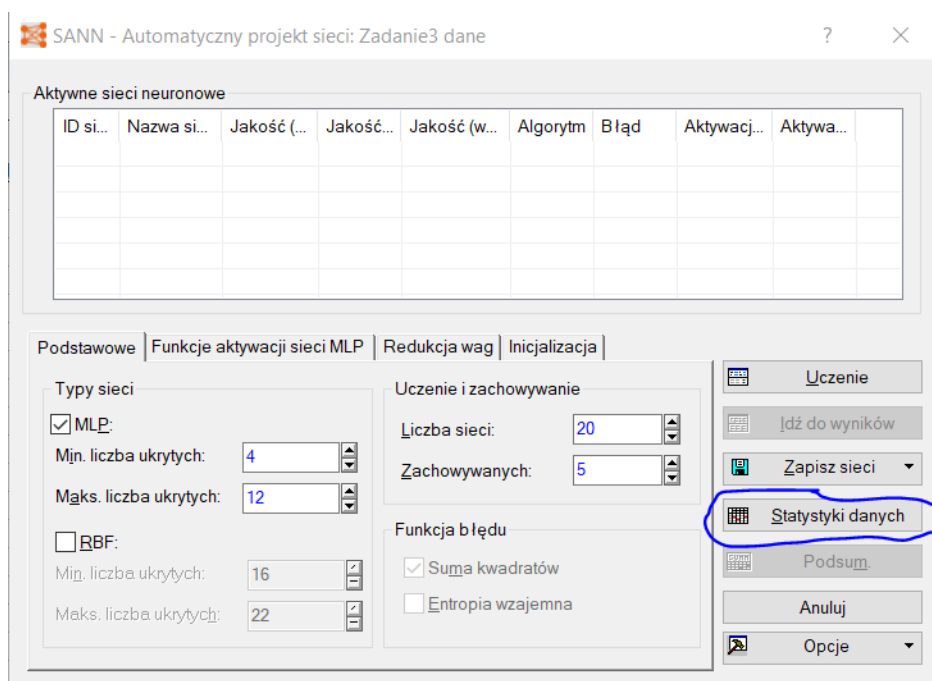 SANN - Automatyczny projekt sieci: Zadanie3 dane ?
Aktywne sieci neuronowe
ID si... Nazwa si... Jakość (... Jakość... Jakość (w... Algorytm Błąd Aktywacj... Aktywa...
Podstawowe Funkcje aktywacji sieci MLP Redukcja wag Inicjalizacja
Typy sieci
MLP:
Min. liczba ukrytych: 4
Maks. liczba ukrytych: 12
RBF:
Min. liczba ukrytych: 16
Maks. liczba ukrytych: 22
Uczenie i zachowywanie
Liczba sieci: 20
Zachowywanych: 5
Funkcja błędu
Suma kwadratów
Entropia wzajemna
Uczenie
Idź do wyników
Zapisz sieci
Statystyki danych
Podsum.
Anuluj
Opcje